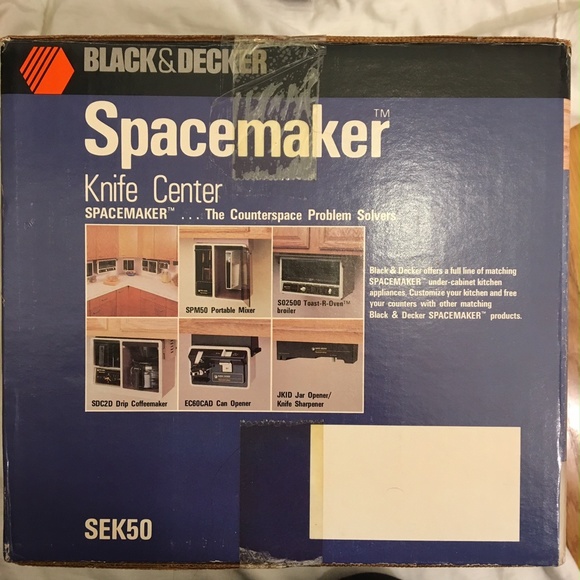 BLACK&DECKER
Spacemaker™
Knife Center
SPACEMAKER™ . . . The Counterspace Problem Solvers
SPM50 Portable Mixer
SO2500 Toast-R-Oven™
broiler
Black & Decker offers a full line of matching
SPACEMAKER™ under-cabinet kitchen
appliances. Customize your kitchen and free
your counters with other matching
Black & Decker SPACEMAKER™ products.
SDC2D Drip Coffeemaker
EC60CAD Can Opener
JKID Jar Opener/
Knife Sharpener
SEK50